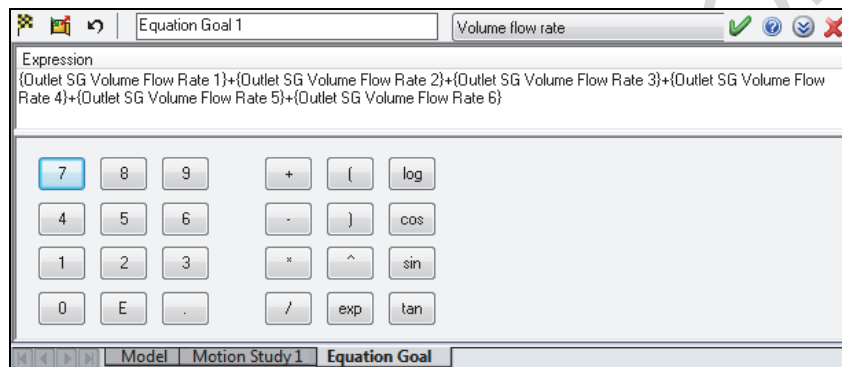 Equation Goal 1
Volume flow rate
Expression
{Outlet SG Volume Flow Rate 1}+{Outlet SG Volume Flow Rate 2}+{Outlet SG Volume Flow Rate 3}+{Outlet SG Volume Flow
Rate 4}+{Outlet SG Volume Flow Rate 5}+{Outlet SG Volume Flow Rate 6}
7 8 9 + ( log
4 5 6 - ) cos
1 2 3 * ^ sin
0 E . / exp tan
Model Motion Study 1 Equation Goal